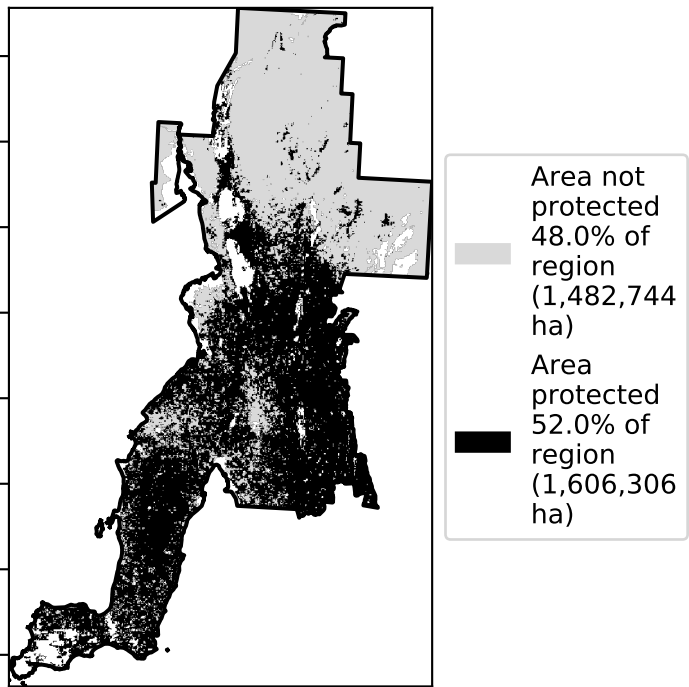 Area not
protected
48.0% of
region
(1,482,744
ha)
Area
protected
52.0% of
region
(1,606,306
ha)